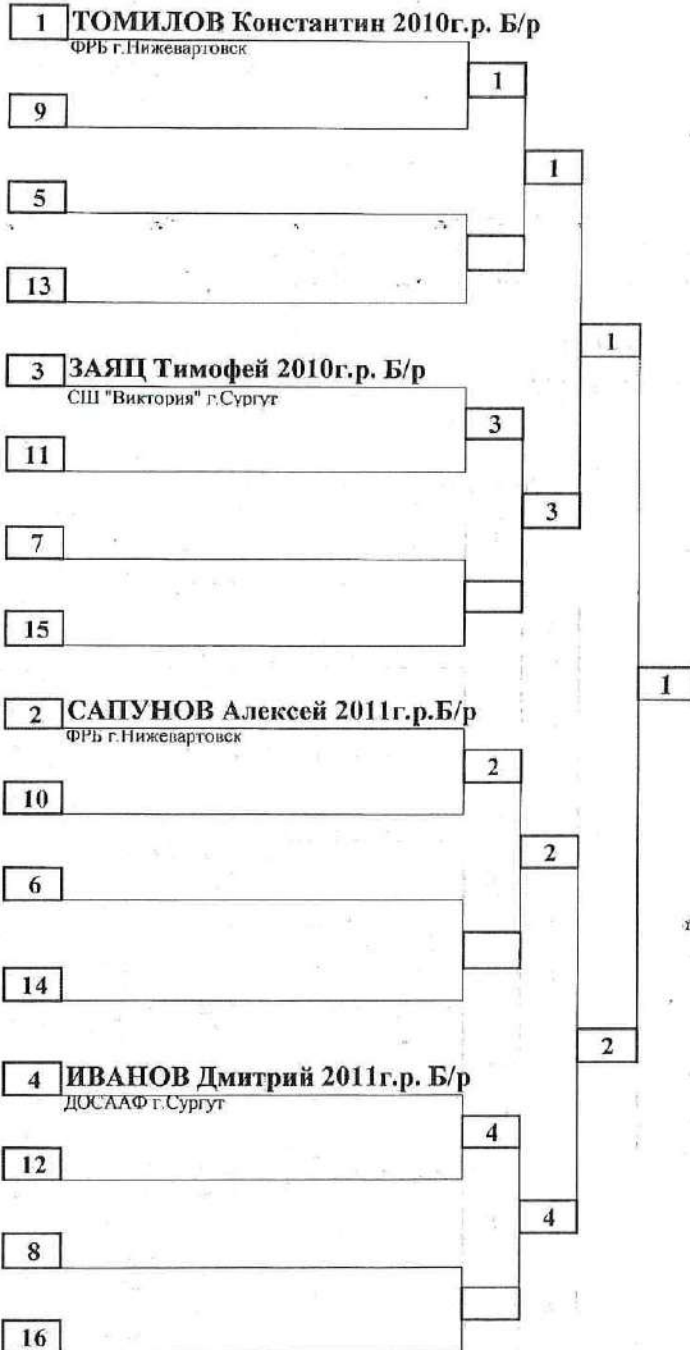 1 ТОМИЛОВ Константин 2010г.р. Б/р
ФРБ г.Нижевартовск
1
9
1
5
13
1
3 ЗАЯЦ Тимофей 2010г.р. Б/р
СШ "Виктория" г.Сургут
3
11
3
7
15
1
2 САПУНОВ Алексей 2011г.р.Б/р
ФРБ г.Нижевартовск
2
10
2
6
14
2
4 ИВАНОВ Дмитрий 2011г.р. Б/р
ДОСААФ г.Сургут
4
12
4
8
16